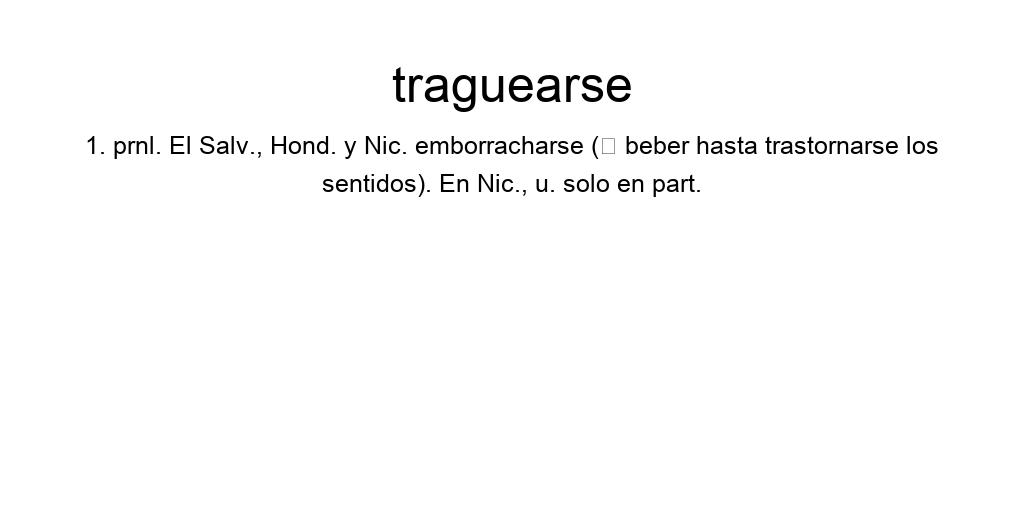 traguearse
1. prnl. El Salv., Hond. y Nic. emborracharse (□ beber hasta trastornarse los
sentidos). En Nic., u. solo en part.